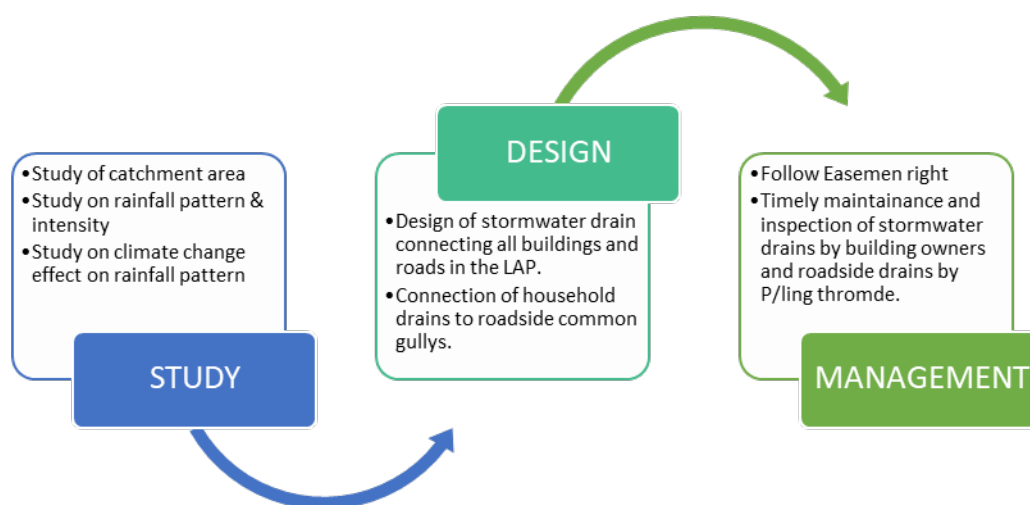 •Study of catchment area
•Study on rainfall pattern &
intensity
•Study on climate change
effect on rainfall pattern
STUDY
DESIGN
•Design of stormwater drain
connecting all buildings and
roads in the LAP.
•Connection of household
drains to roadside common
gullys.
•Follow Easemen right
•Timely maintainance and
inspection of stormwater
drains by building owners
and roadside drains by
P/ling thromde.
MANAGEMENT